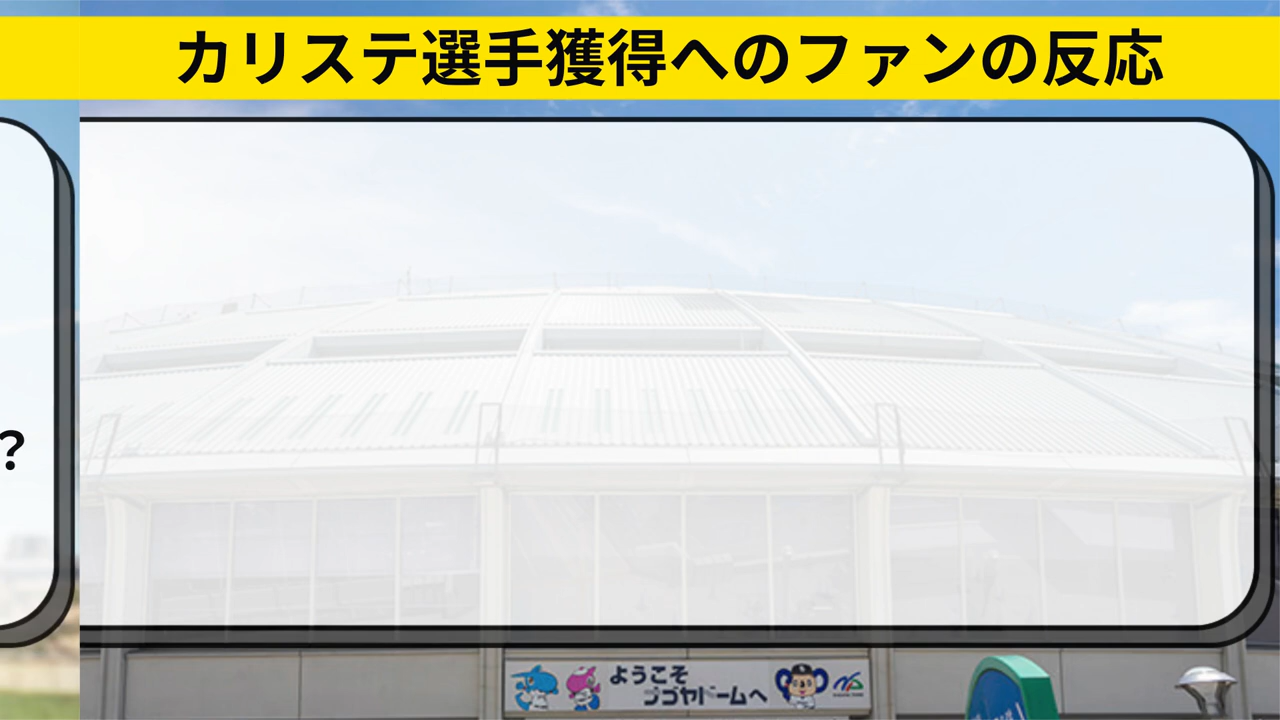 カリステ選手獲得へのファンの反応
?
ようこそ
ナゴヤドームへ